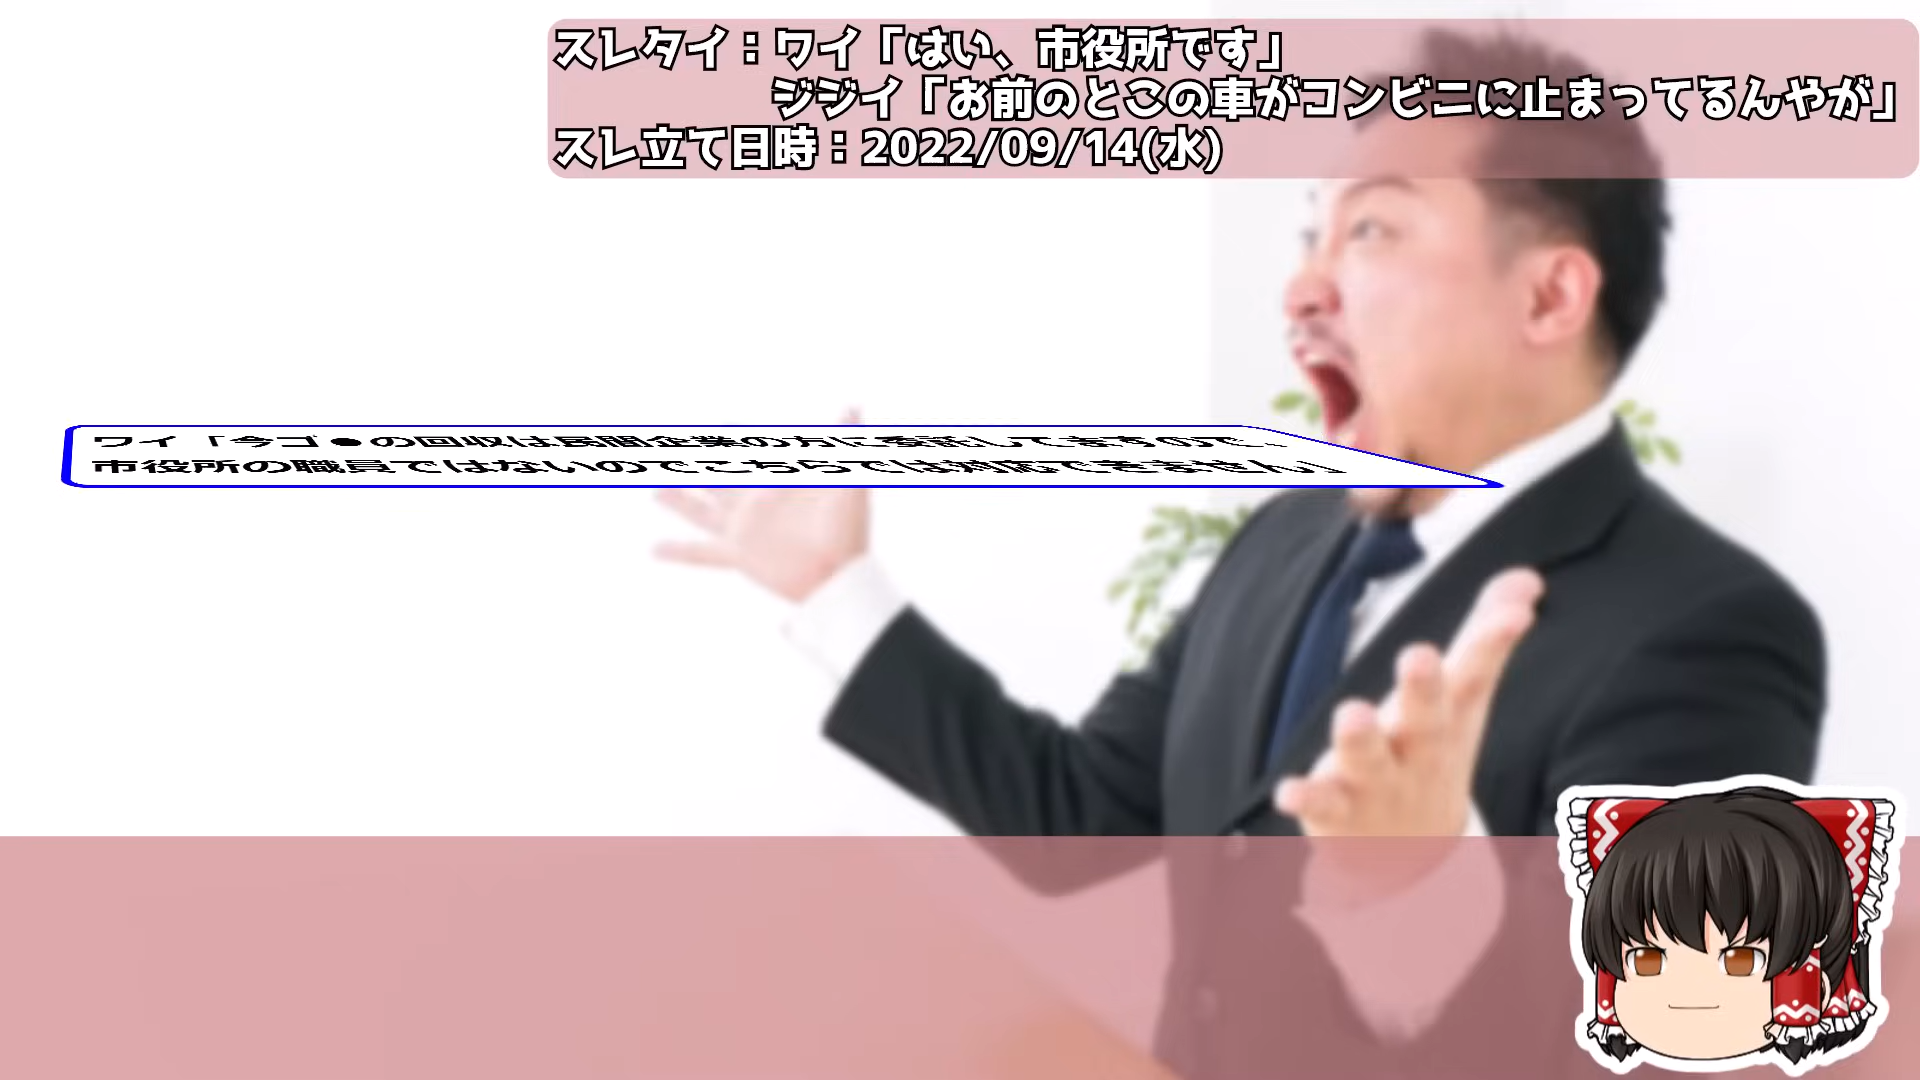 スレタイ：ワイ「はい、市役所です」
ジジイ「お前のとこの車がコンビニに止まってるんやが」
スレ立て日時：2022/09/14(水)
ワイ「今ゴ●の回収は民間企業の方に委託してますので、
市役所の職員ではないのでこちらでは対応できません」